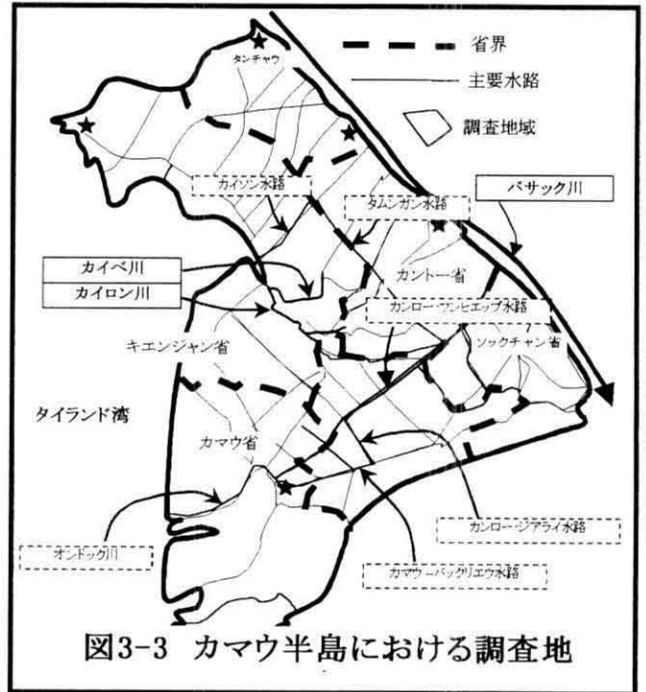 省界
タンチャウ
主要水路
調査地域
カイソン水路
タムンガン水路
バサック川
カイベ川
カントー省
カイロン川
カンロー・クンヒエップ水路
キエンジャン省
ソックチャン省
タイランド湾
カマウ省
カンロー・ジアライ水路
オンドック川
カマウーバックリエウ水路
図3-3 カマウ半島における調査地